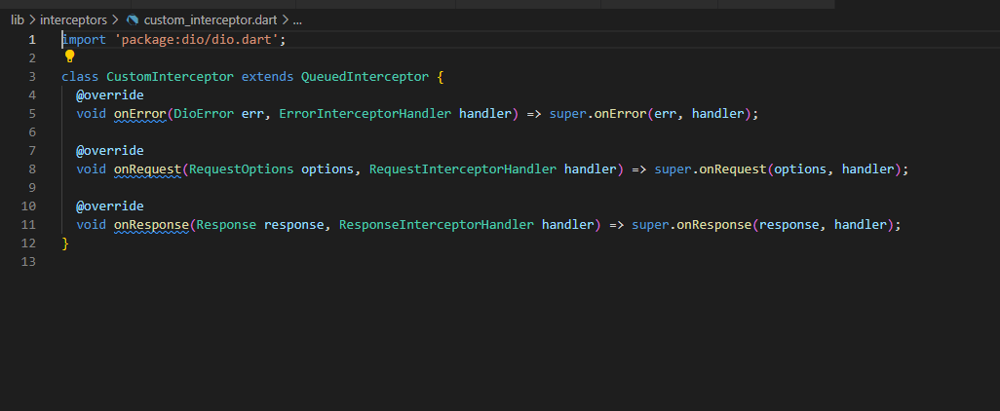 lib > interceptors > custom_interceptor.dart > ...
1 import 'package:dio/dio.dart';
2
3 class CustomInterceptor extends QueuedInterceptor {
4 @override
5 void onError(DioError err, ErrorInterceptorHandler handler) => super.onError(err, handler);
6
7 @override
8 void onRequest(RequestOptions options, RequestInterceptorHandler handler) => super.onRequest(options, handler);
9
10 @override
11 void onResponse(Response response, ResponseInterceptorHandler handler) => super.onResponse(response, handler);
12 }
13